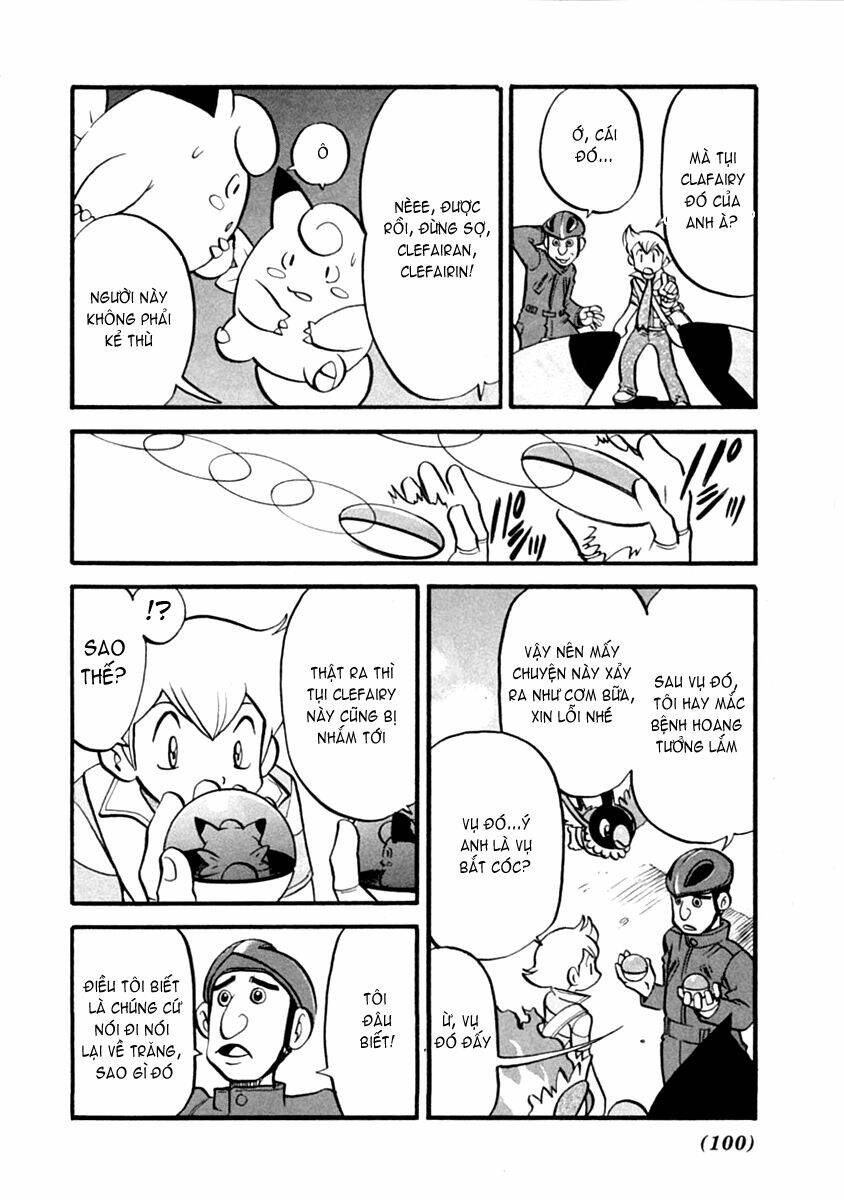 MÀ TỤI
CLAFAIRY
ĐÓ CỦA
ANH À?
Ớ, CÁI
ĐÓ...
NÈEE, ĐƯỢC
RỒI, ĐỪNG SỢ,
CLEFAIRAN,
CLEFAIRIN!
Ô
NGƯỜI NÀY
KHÔNG PHẢI
KẺ THÙ
SAU VỤ ĐÓ,
TÔI HAY MẮC
BỆNH HOANG
TƯỞNG LẮM
VẬY NÊN MẤY
CHUYỆN NÀY XẢY
RA NHƯ CƠM BỮA,
XIN LỖI NHÉ
VỤ ĐÓ...Ý
ANH LÀ VỤ
BẮT CÓC?
Ừ, VỤ
ĐÓ ĐẤY
THẬT RA THÌ
TỤI CLEFAIRY
NÀY CŨNG BỊ
NHẮM TỚI
!?
SAO
THẾ?
TÔI
ĐÂU
BIẾT!
ĐIỀU TÔI BIẾT
LÀ CHÚNG CỨ
NÓI ĐI NÓI
LẠI VỀ TRĂNG,
SAO GÌ ĐÓ
(100)